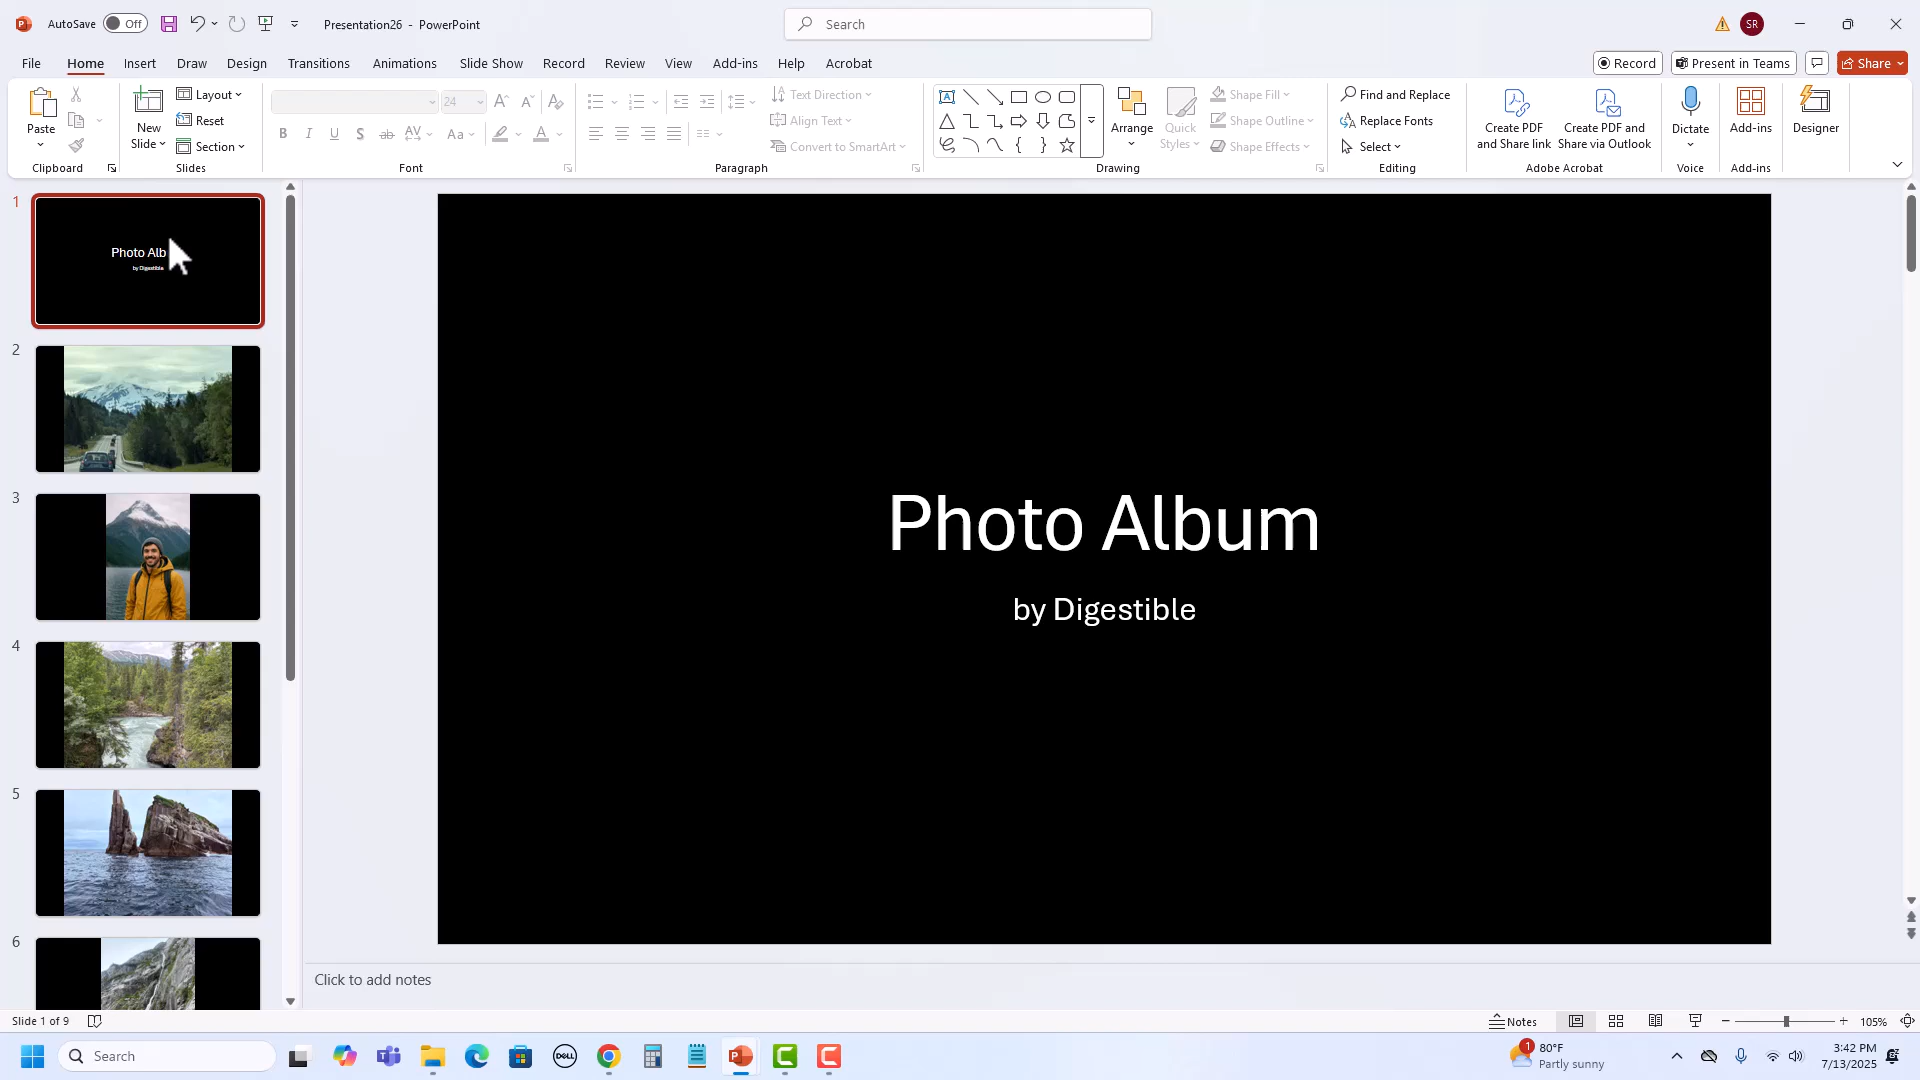 AutoSave Off Presentation26 - PowerPoint Search SR
File Home Insert Draw Design Transitions Animations Slide Show Record Review View Add-ins Help Acrobat Record Present in Teams Share
Paste
Clipboard
New
Slide
Layout
Reset
Section
Slides
24
B I U S ab AV Aa A
Font
Text Direction
Align Text
Convert to SmartArt
Paragraph
Arrange
Quick
Styles
Shape Fill
Shape Outline
Shape Effects
Drawing
Find and Replace
Replace Fonts
Select
Editing
Create PDF
and Share link
Create PDF and
Share via Outlook
Adobe Acrobat
Dictate
Voice
Add-ins
Add-ins
Designer
1
Photo Alb
by Digestible
2
3
4
5
6
Photo Album
by Digestible
Click to add notes
Slide 1 of 9 Notes 105%
Search
DELL
1
80°F
Partly sunny
3:42 PM
7/13/2025